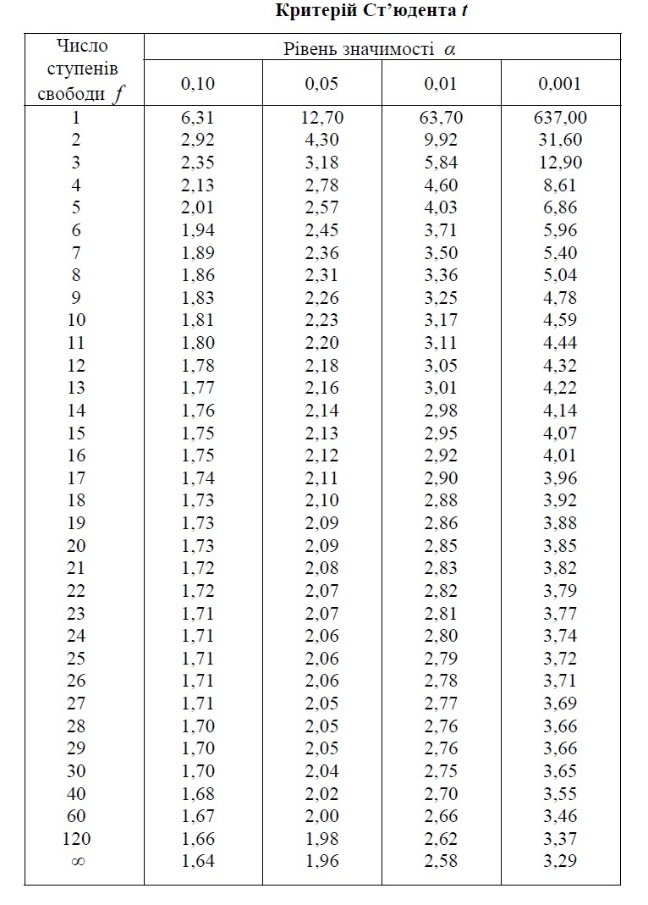 Критерій Ст’юдента t
Число ступенів свободи f Рівень значимості α
0,10 0,05 0,01 0,001
1 6,31 12,70 63,70 637,00
2 2,92 4,30 9,92 31,60
3 2,35 3,18 5,84 12,90
4 2,13 2,78 4,60 8,61
5 2,01 2,57 4,03 6,86
6 1,94 2,45 3,71 5,96
7 1,89 2,36 3,50 5,40
8 1,86 2,31 3,36 5,04
9 1,83 2,26 3,25 4,78
10 1,81 2,23 3,17 4,59
11 1,80 2,20 3,11 4,44
12 1,78 2,18 3,05 4,32
13 1,77 2,16 3,01 4,22
14 1,76 2,14 2,98 4,14
15 1,75 2,13 2,95 4,07
16 1,75 2,12 2,92 4,01
17 1,74 2,11 2,90 3,96
18 1,73 2,10 2,88 3,92
19 1,73 2,09 2,86 3,88
20 1,73 2,09 2,85 3,85
21 1,72 2,08 2,83 3,82
22 1,72 2,07 2,82 3,79
23 1,71 2,07 2,81 3,77
24 1,71 2,06 2,80 3,74
25 1,71 2,06 2,79 3,72
26 1,71 2,06 2,78 3,71
27 1,71 2,05 2,77 3,69
28 1,70 2,05 2,76 3,66
29 1,70 2,05 2,76 3,66
30 1,70 2,04 2,75 3,65
40 1,68 2,02 2,70 3,55
60 1,67 2,00 2,66 3,46
120 1,66 1,98 2,62 3,37
∞ 1,64 1,96 2,58 3,29